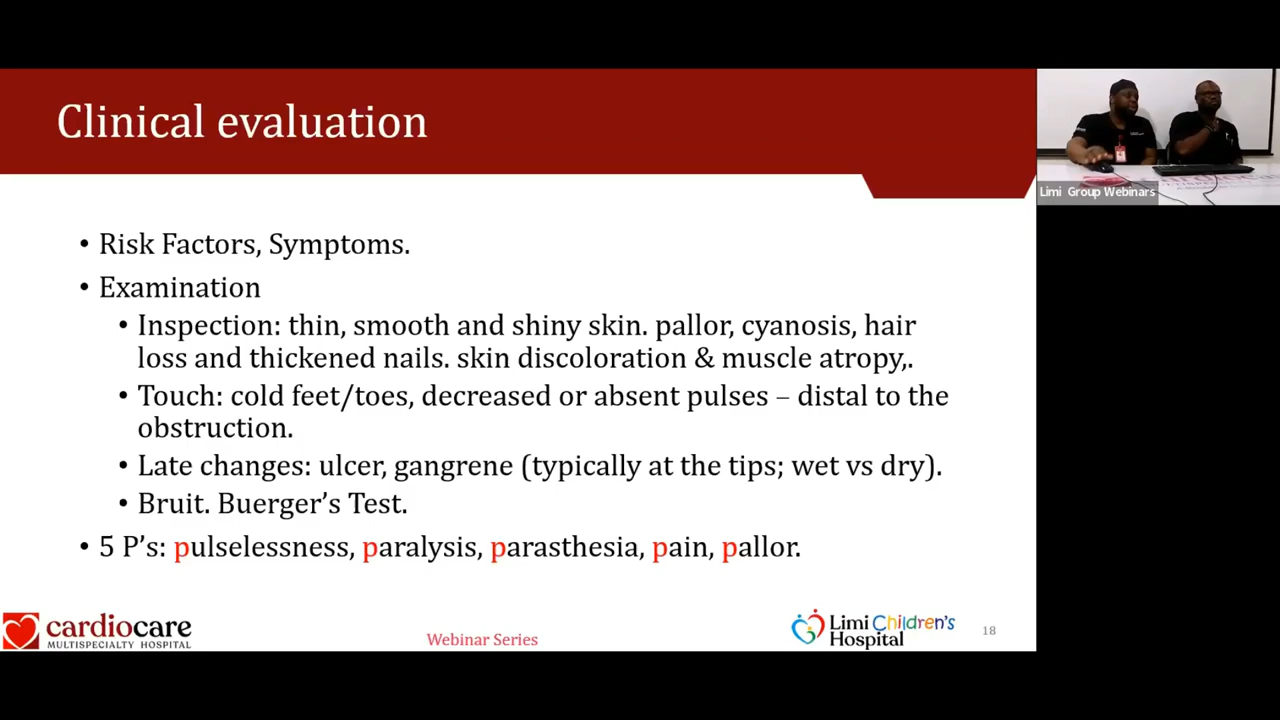 Clinical evaluation
Limi Group Webinars
• Risk Factors, Symptoms.
• Examination
• Inspection: thin, smooth and shiny skin. pallor, cyanosis, hair
loss and thickened nails. skin discoloration & muscle atropy,.
• Touch: cold feet/toes, decreased or absent pulses – distal to the
obstruction.
• Late changes: ulcer, gangrene (typically at the tips; wet vs dry).
• Bruit. Buerger’s Test.
• 5 P’s: pulselessness, paralysis, parasthesia, pain, pallor.
cardiocare
MULTISPECIALTY HOSPITAL
Webinar Series
Limi Children's
Hospital
18